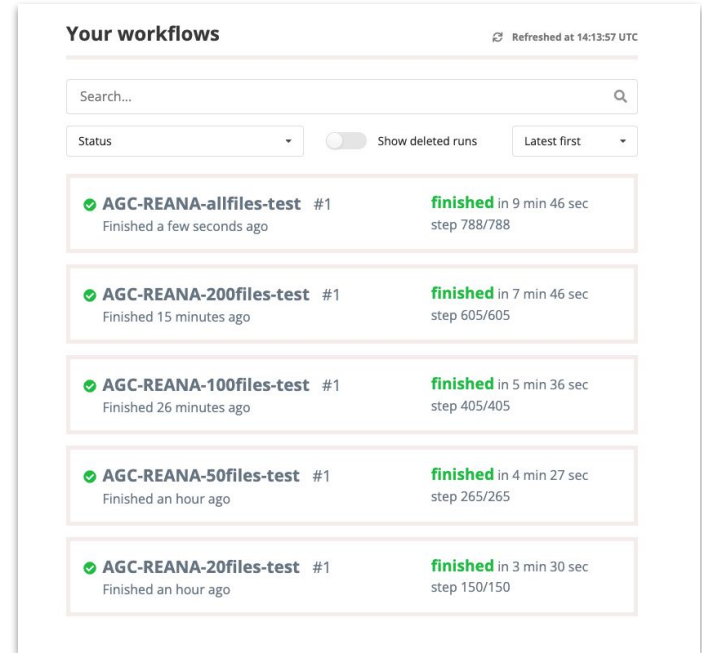 Your workflows
Refreshed at 14:13:57 UTC
Search...
Status
Show deleted runs
Latest first
AGC-REANA-allfiles-test #1
finished in 9 min 46 sec
Finished a few seconds ago
step 788/788
AGC-REANA-200files-test #1
finished in 7 min 46 sec
Finished 15 minutes ago
step 605/605
AGC-REANA-100files-test #1
finished in 5 min 36 sec
Finished 26 minutes ago
step 405/405
AGC-REANA-50files-test #1
finished in 4 min 27 sec
Finished an hour ago
step 265/265
AGC-REANA-20files-test #1
finished in 3 min 30 sec
Finished an hour ago
step 150/150